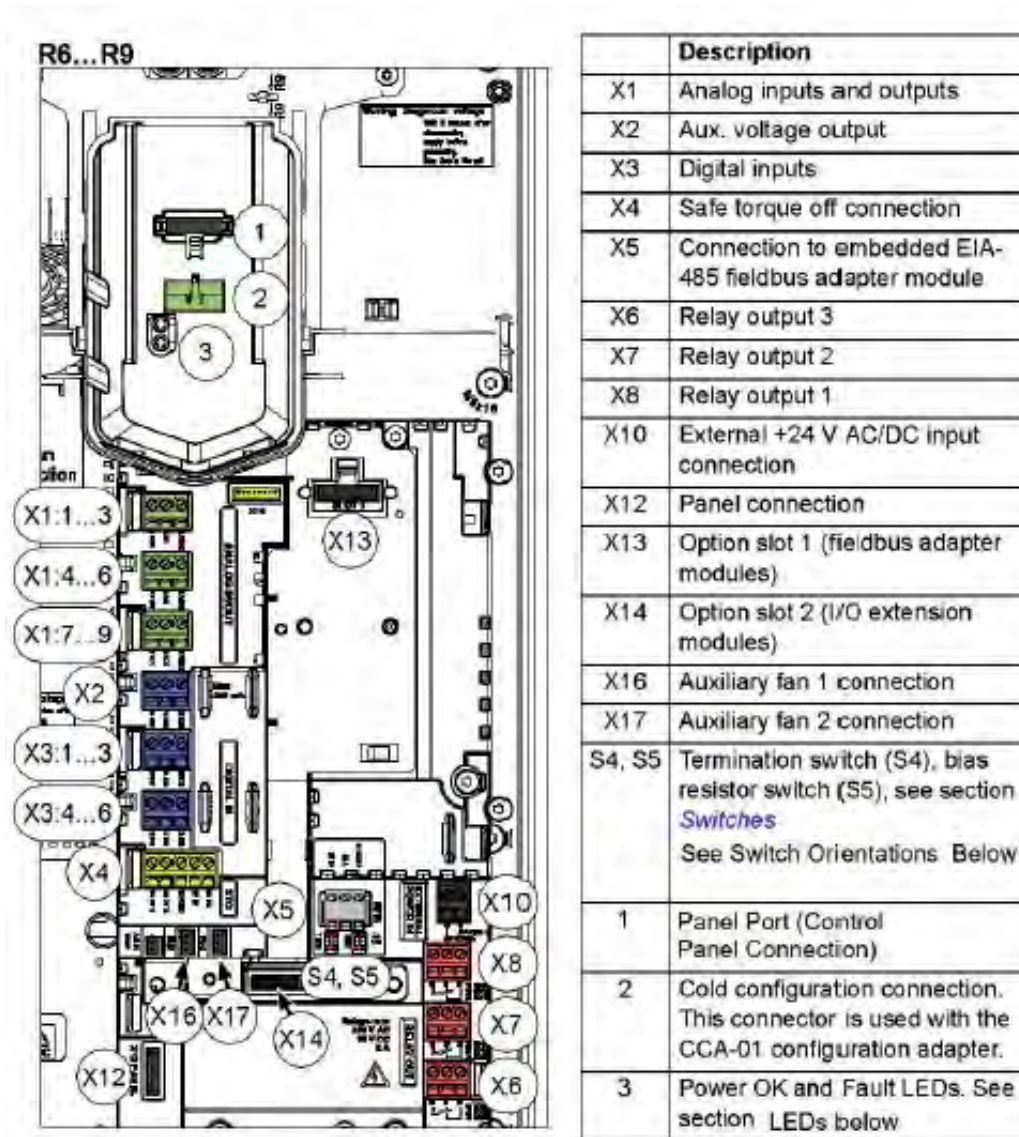 R6...R9
R9
1
2
3
X1:1...3
X1:4...6
X1:7...9
X2
X3:1...3
X3:4...6
X4
X5
X13
X10
X8
S4, S5
X16
X17
X14
X7
X12
X6
Description
X1 Analog inputs and outputs
X2 Aux. voltage output
X3 Digital inputs
X4 Safe torque off connection
X5 Connection to embedded EIA-
485 fieldbus adapter module
X6 Relay output 3
X7 Relay output 2
X8 Relay output 1
X10 External +24 V AC/DC input
connection
X12 Panel connection
X13 Option slot 1 (fieldbus adapter
modules)
X14 Option slot 2 (I/O extension
modules)
X16 Auxiliary fan 1 connection
X17 Auxiliary fan 2 connection
S4, S5 Termination switch (S4), bias
resistor switch (S5), see section
Switches
See Switch Orientations Below
1 Panel Port (Control
Panel Connection)
2 Cold configuration connection.
This connector is used with the
CCA-01 configuration adapter.
3 Power OK and Fault LEDs. See
section LEDs below